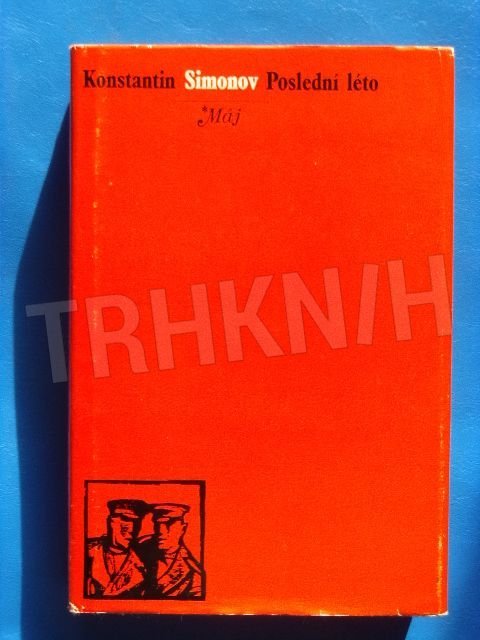 Konstantin Simonov Poslední léto
*Máj
TRHKNIH